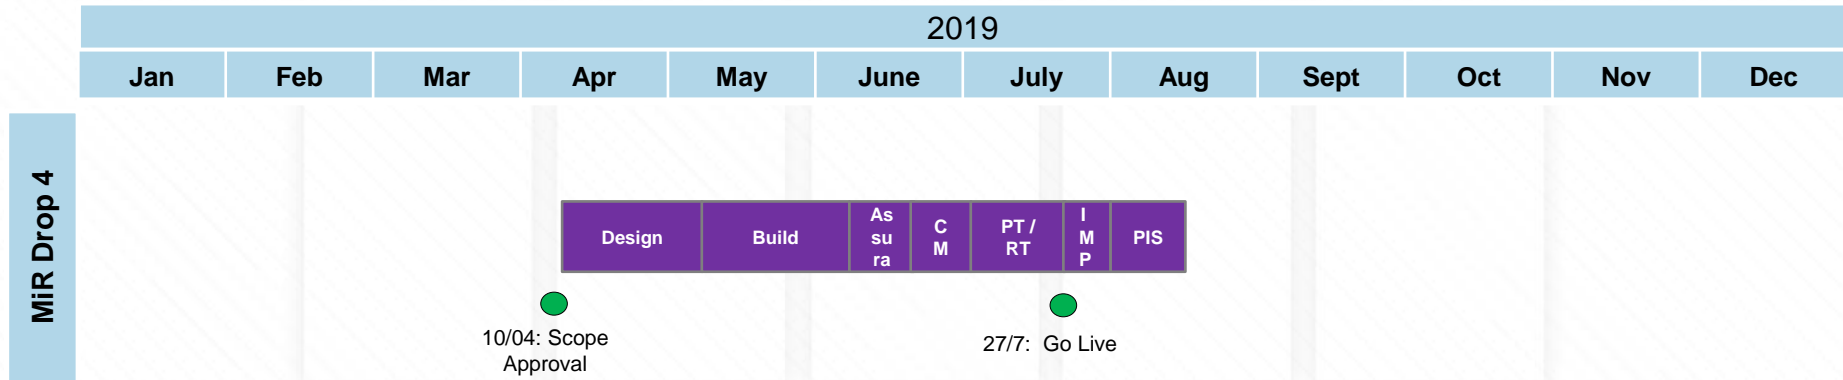 2019
Jan Feb Mar Apr May June July Aug Sept Oct Nov Dec
MiR Drop 4
Design
Build
As
su
ra
C
M
PT /
RT
I
M
P
PIS
10/04: Scope
Approval
27/7: Go Live